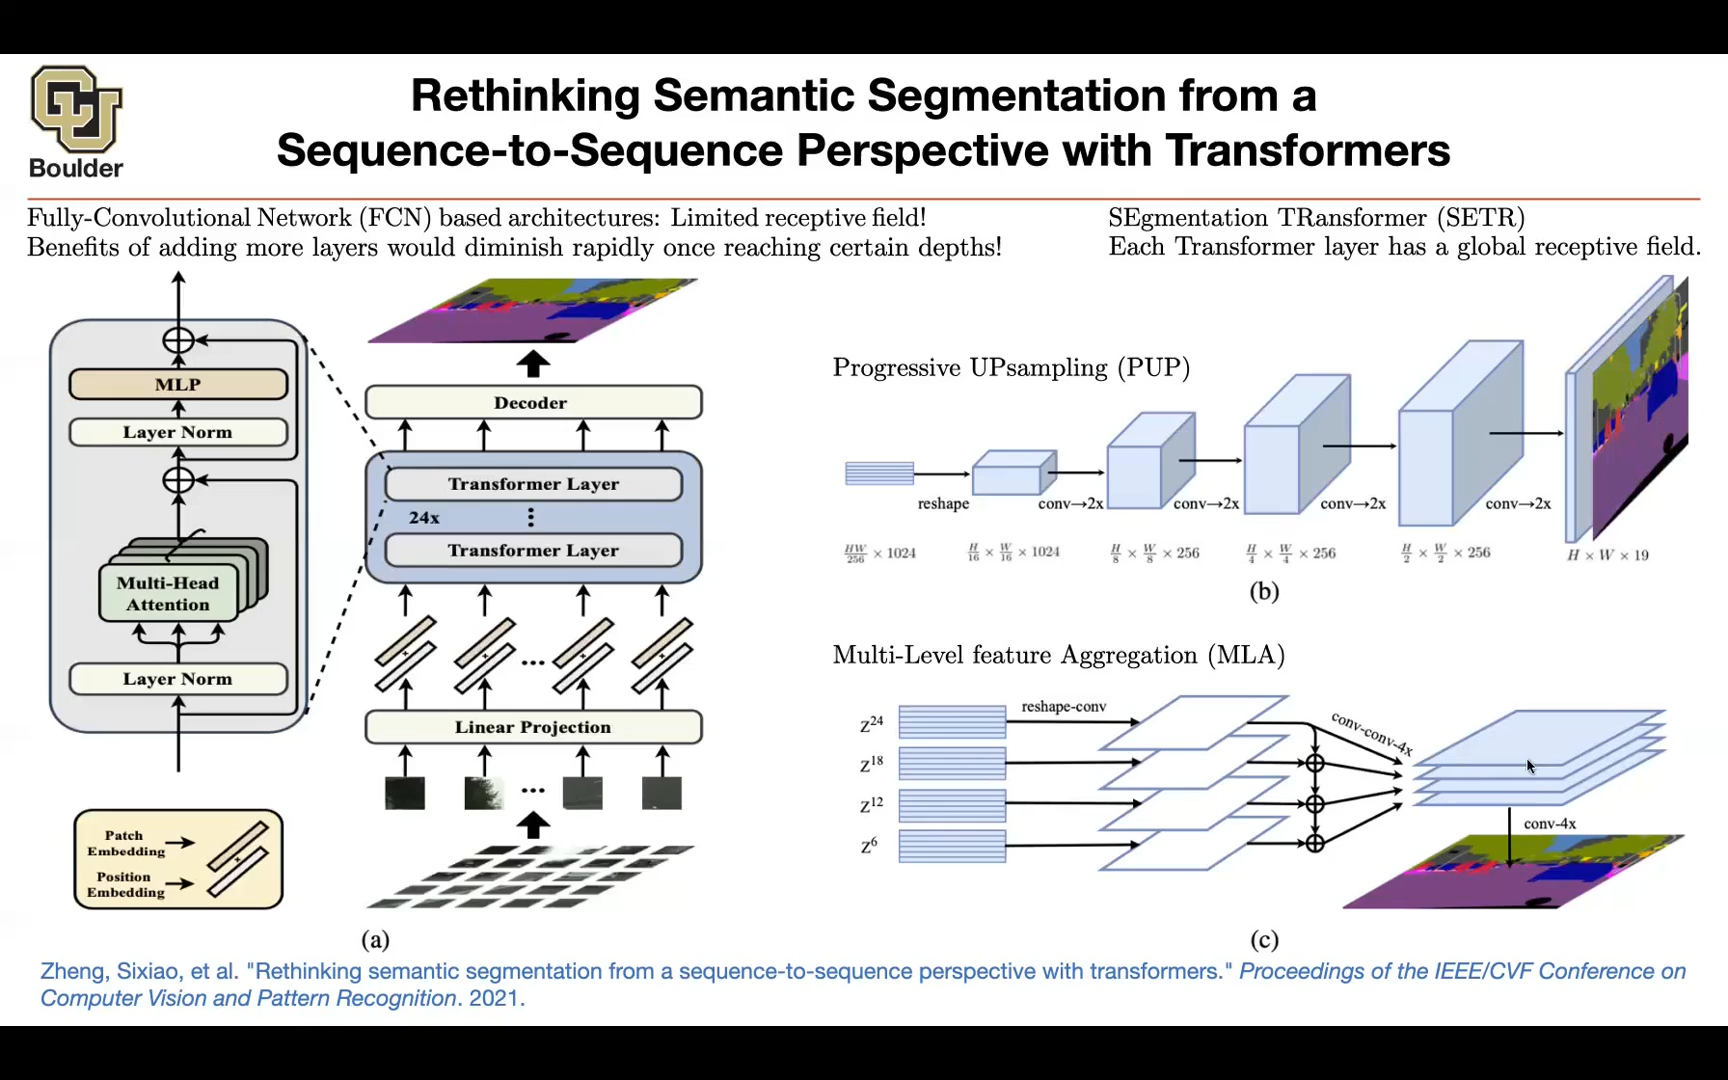 Boulder
Rethinking Semantic Segmentation from a
Sequence-to-Sequence Perspective with Transformers
Fully-Convolutional Network (FCN) based architectures: Limited receptive field!
Benefits of adding more layers would diminish rapidly once reaching certain depths!
SEgmentation TRansformer (SETR)
Each Transformer layer has a global receptive field.
MLP
Layer Norm
Multi-Head
Attention
Layer Norm
Patch
Embedding
Position
Embedding
Decoder
Transformer Layer
24x
⋮
Transformer Layer
...
Linear Projection
...
(a)
Progressive UPsampling (PUP)
reshape
conv→2x
conv→2x
conv→2x
conv→2x
HW/256 × 1024
H/16 × W/16 × 1024
H/8 × W/8 × 256
H/4 × W/4 × 256
H/2 × W/2 × 256
H × W × 19
(b)
Multi-Level feature Aggregation (MLA)
Z²⁴
Z¹⁸
Z¹²
Z⁶
reshape-conv
conv-conv-4x
conv-4x
(c)
Zheng, Sixiao, et al. "Rethinking semantic segmentation from a sequence-to-sequence perspective with transformers." Proceedings of the IEEE/CVF Conference on
Computer Vision and Pattern Recognition. 2021.